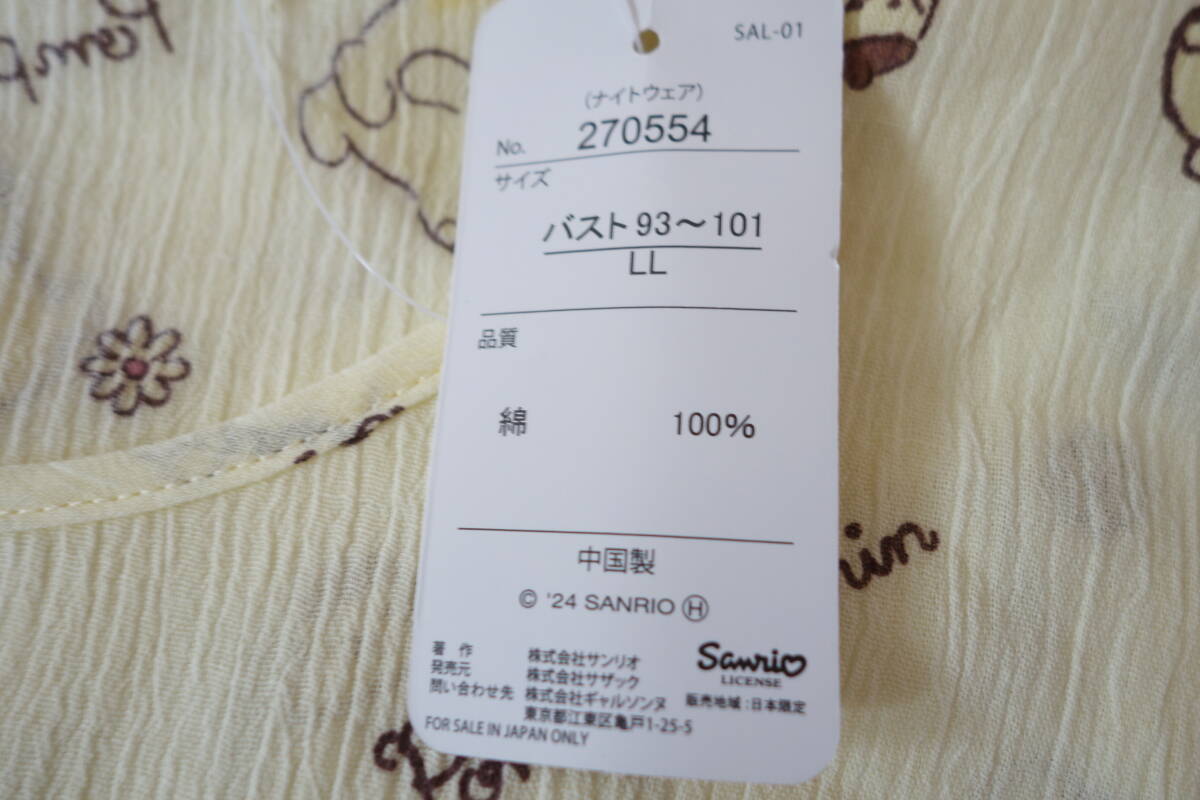 SAL-01
(ナイトウェア)
No. 270554
サイズ
バスト 93〜101
LL
品質
綿 100%
中国製
© '24 SANRIO Ⓗ
著 作 株式会社サンリオ
発売元 株式会社サザック
問い合わせ先 株式会社ギャルソンヌ
東京都江東区亀戸1-25-5
FOR SALE IN JAPAN ONLY
Sanrio
LICENSE
販売地域:日本限定